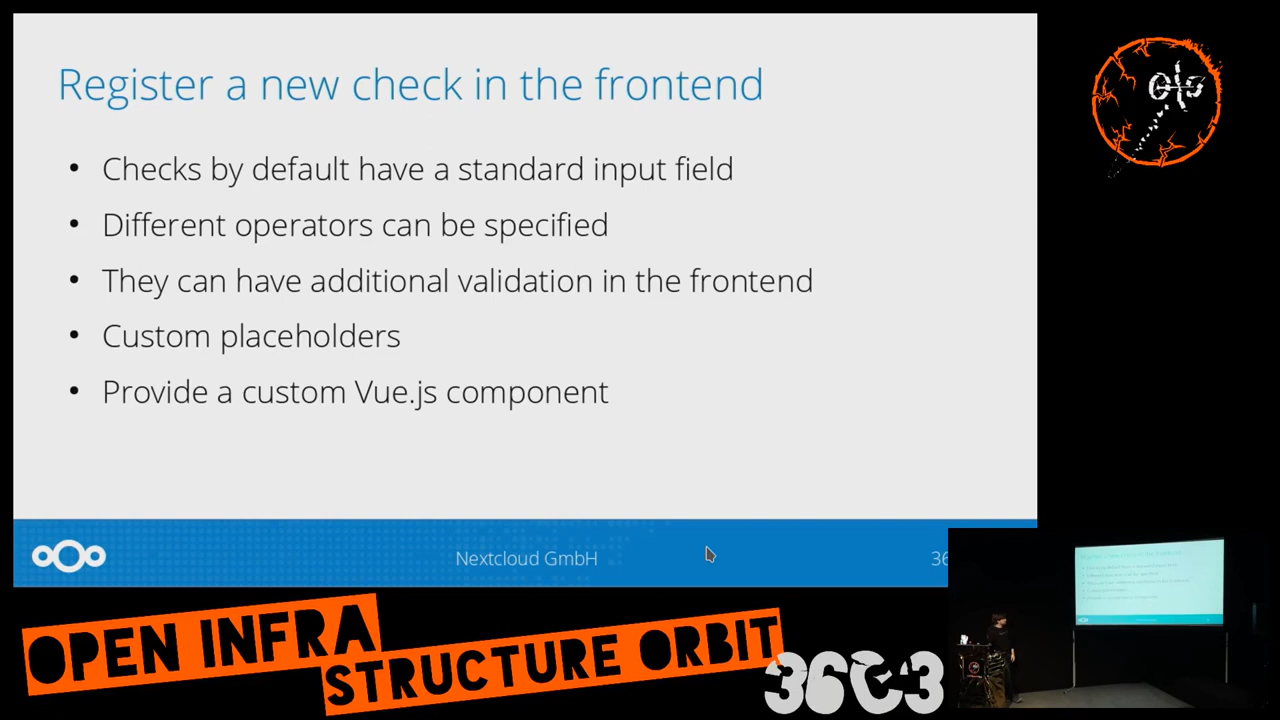 Register a new check in the frontend
• Checks by default have a standard input field
• Different operators can be specified
• They can have additional validation in the frontend
• Custom placeholders
• Provide a custom Vue.js component
Nextcloud GmbH
36
OPEN INFRA
STRUCTURE ORBIT
36C3